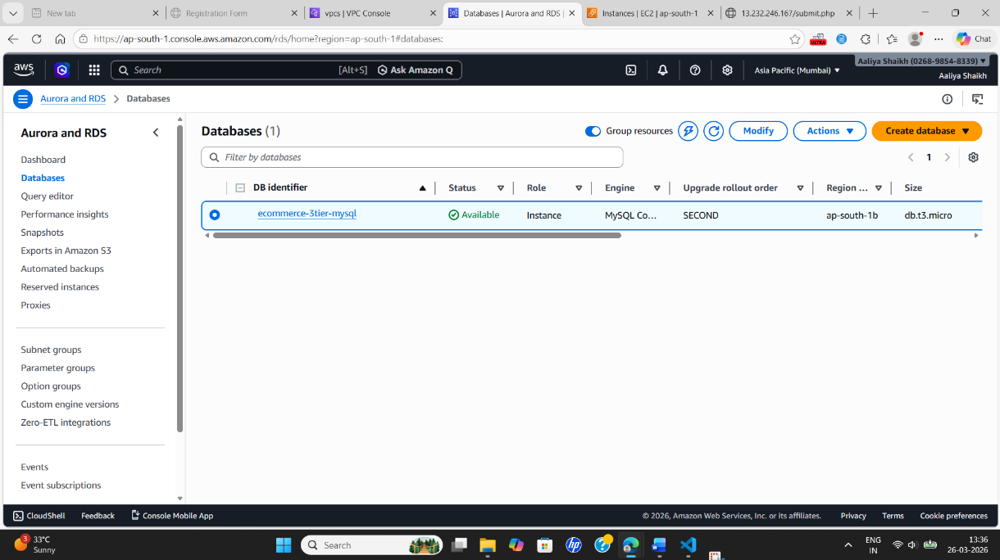 New tab
Registration Form
vpcs | VPC Console
Databases | Aurora and RDS |
Instances | EC2 | ap-south-1
13.232.246.167/submit.php
https://ap-south-1.console.aws.amazon.com/rds/home?region=ap-south-1#databases:
ULTRA
Chat
aws
Search
[Alt+S]
Ask Amazon Q
Asia Pacific (Mumbai)
Aaliya Shaikh (0268-9854-8339)
Aaliya Shaikh
Aurora and RDS
Databases
Aurora and RDS
Dashboard
Databases
Query editor
Performance insights
Snapshots
Exports in Amazon S3
Automated backups
Reserved instances
Proxies
Subnet groups
Parameter groups
Option groups
Custom engine versions
Zero-ETL integrations
Events
Event subscriptions
Databases (1)
Group resources
Modify
Actions
Create database
Filter by databases
1
DB identifier
Status
Role
Engine
Upgrade rollout order
Region ...
Size
ecommerce-3tier-mysql
Available
Instance
MySQL Co...
SECOND
ap-south-1b
db.t3.micro
CloudShell
Feedback
Console Mobile App
© 2026, Amazon Web Services, Inc. or its affiliates.
Privacy
Terms
Cookie preferences
3
33°C
Sunny
Search
hp
ENG
IN
13:36
26-03-2026